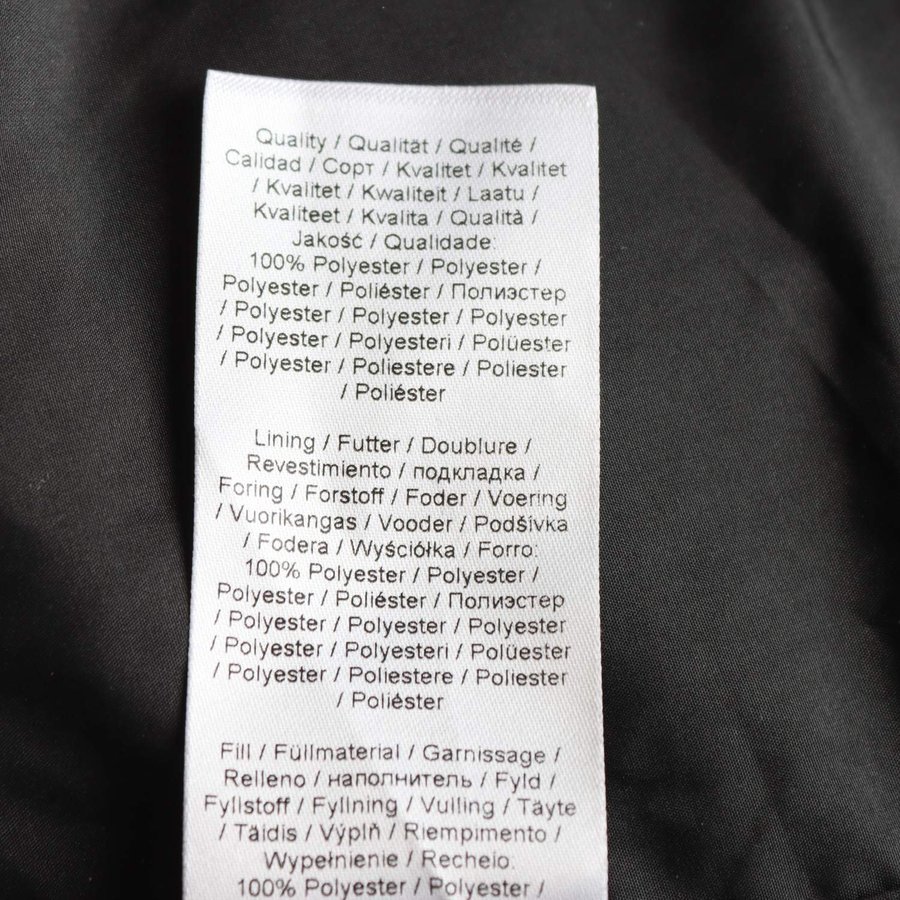 Quality / Qualität / Qualité /
Calidad / Сорт / Kvalitet / Kvalitet
/ Kvalitet / Kwaliteit / Laatu /
Kvaliteet / Kvalita / Qualità /
Jakość / Qualidade:
100% Polyester / Polyester /
Polyester / Poliéster / Полиэстер
/ Polyester / Polyester / Polyester
/ Polyester / Polyesteri / Polüester
/ Polyester / Poliestere / Poliester
/ Poliéster
Lining / Futter / Doublure /
Revestimiento / подкладка /
Foring / Forstoff / Foder / Voering
/ Vuorikangas / Vooder / Podšívka
/ Fodera / Wyściółka / Forro:
100% Polyester / Polyester /
Polyester / Poliéster / Полиэстер
/ Polyester / Polyester / Polyester
/ Polyester / Polyesteri / Polüester
/ Polyester / Poliestere / Poliester
/ Poliéster
Fill / Füllmaterial / Garnissage /
Relleno / наполнитель / Fyld /
Fyllstoff / Fyllning / Vulling / Täyte
/ Täidis / Výplň / Riempimento /
Wypełnienie / Recheio:
100% Polyester / Polyester /